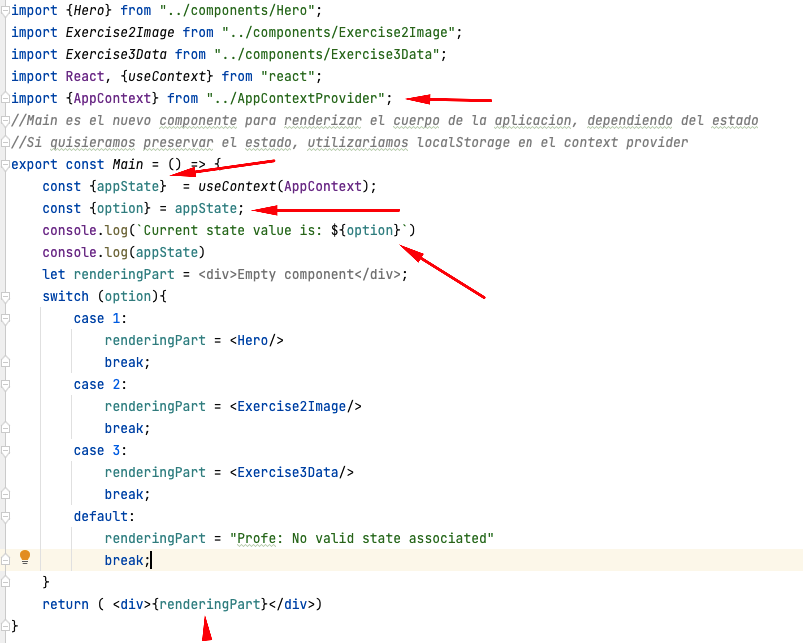 import {Hero} from "../components/Hero";
import Exercise2Image from "../components/Exercise2Image";
import Exercise3Data from "../components/Exercise3Data";
import React, {useContext} from "react";
import {AppContext} from "../AppContextProvider";
//Main es el nuevo componente para renderizar el cuerpo de la aplicacion, dependiendo del estado
//Si quisieramos preservar el estado, utilizariamos localStorage en el context provider
export const Main = () => {
    const {appState}  = useContext(AppContext);
    const {option} = appState;
    console.log(`Current state value is: ${option}`)
    console.log(appState)
    let renderingPart = <div>Empty component</div>;
    switch (option){
        case 1:
            renderingPart = <Hero/>
            break;
        case 2:
            renderingPart = <Exercise2Image/>
            break;
        case 3:
            renderingPart = <Exercise3Data/>
            break;
        default:
            renderingPart = "Profe: No valid state associated"
            break;
    }
    return ( <div>{renderingPart}</div>)
}